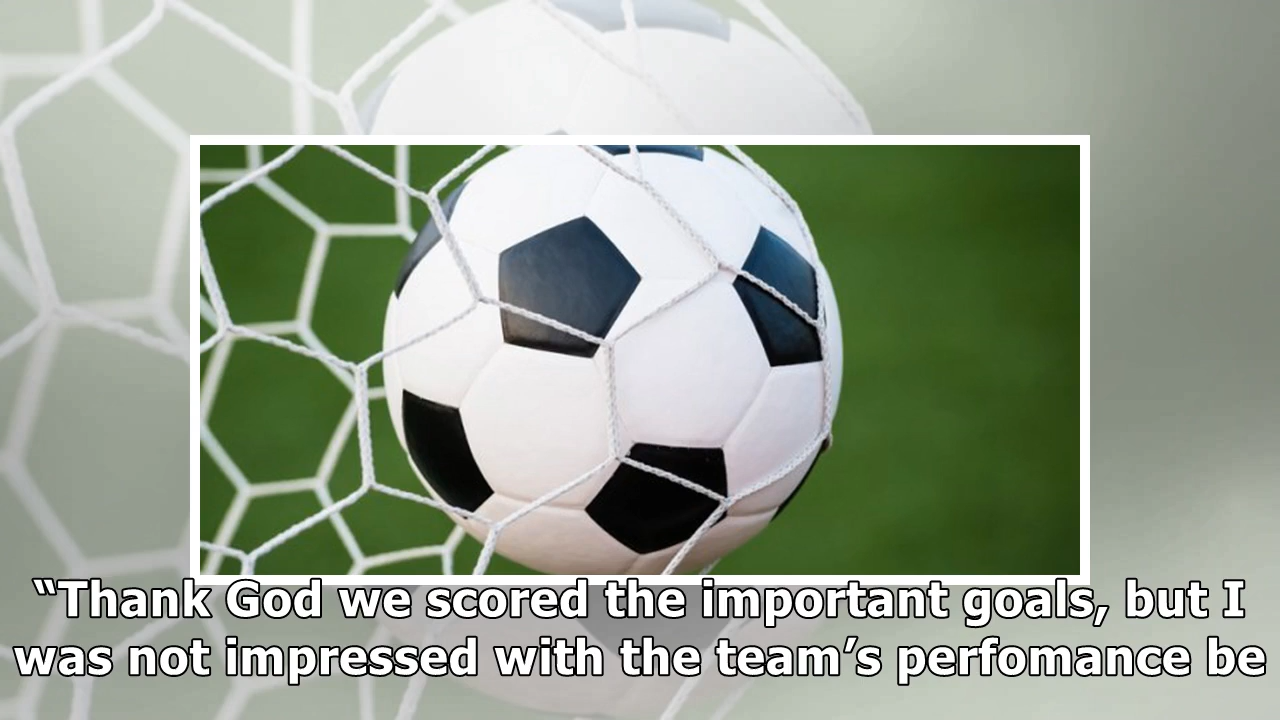 “Thank God we scored the important goals, but I
was not impressed with the team’s perfomance be